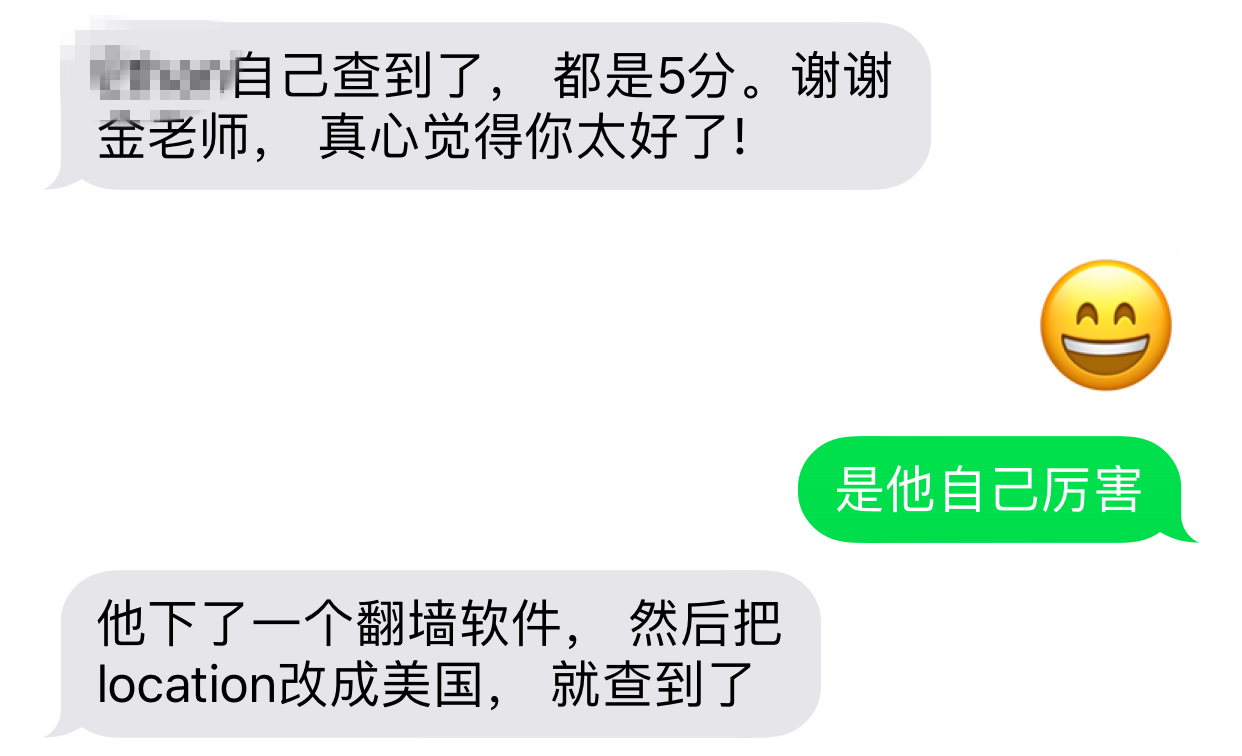 自己查到了， 都是5分。谢谢
金老师， 真心觉得你太好了!
是他自己厉害
他下了一个翻墙软件， 然后把
location改成美国， 就查到了